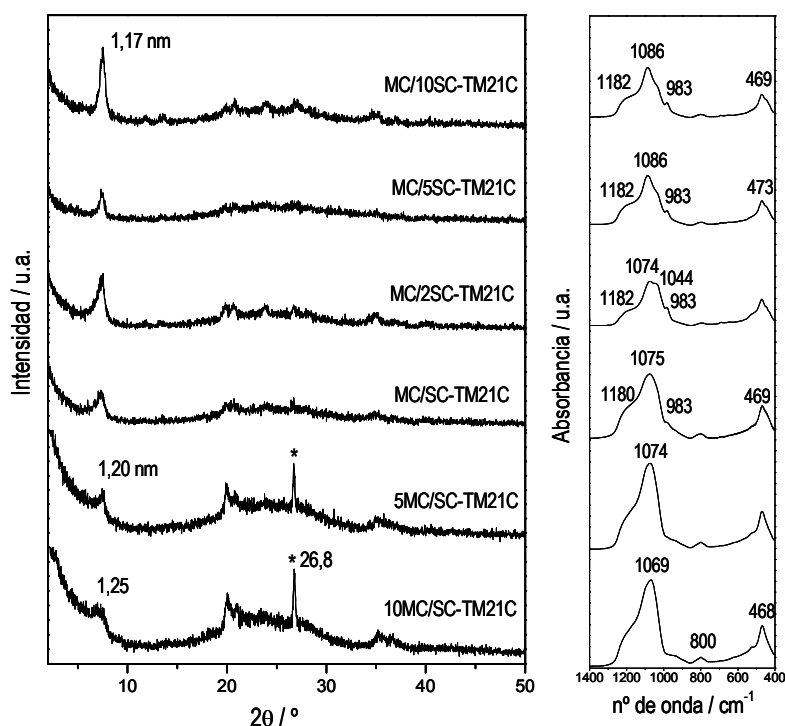 Intensidad / u.a.
1,17 nm
MC/10SC-TM21C
MC/5SC-TM21C
MC/2SC-TM21C
MC/SC-TM21C
1,20 nm
*
5MC/SC-TM21C
1,25
* 26,8
10MC/SC-TM21C
10 20 30 40 50
2θ / º
Absorbancia / u.a.
1086
1182 983 469
1086
1182 983 473
1074 1044
1182 983
1075
1180 983 469
1074
1069
800 468
1400 1200 1000 800 600 400
nº de onda / cm-1